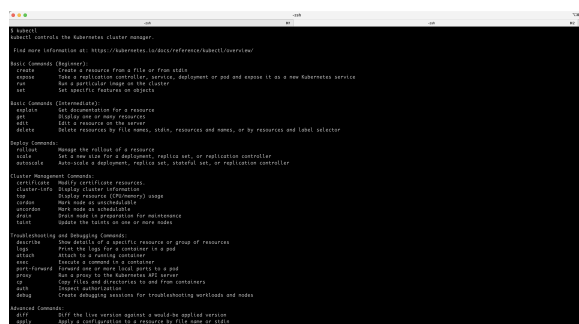 -zsh
-zsh
-zsh
$ kubectl
kubectl controls the Kubernetes cluster manager.
Find more information at: https://kubernetes.io/docs/reference/kubectl/overview/
Basic Commands (Beginner):
create Create a resource from a file or from stdin
expose Take a replication controller, service, deployment or pod and expose it as a new Kubernetes service
run Run a particular image on the cluster
set Set specific features on objects
Basic Commands (Intermediate):
explain Get documentation for a resource
get Display one or many resources
edit Edit a resource on the server
delete Delete resources by file names, stdin, resources and names, or by resources and label selector
Deploy Commands:
rollout Manage the rollout of a resource
scale Set a new size for a deployment, replica set, or replication controller
autoscale Auto-scale a deployment, replica set, stateful set, or replication controller
Cluster Management Commands:
certificate Modify certificate resources.
cluster-info Display cluster information
top Display resource (CPU/memory) usage
cordon Mark node as unschedulable
uncordon Mark node as schedulable
drain Drain node in preparation for maintenance
taint Update the taints on one or more nodes
Troubleshooting and Debugging Commands:
describe Show details of a specific resource or group of resources
logs Print the logs for a container in a pod
attach Attach to a running container
exec Execute a command in a container
port-forward Forward one or more local ports to a pod
proxy Run a proxy to the Kubernetes API server
cp Copy files and directories to and from containers
auth Inspect authorization
debug Create debugging sessions for troubleshooting workloads and nodes
Advanced Commands:
diff Diff the live version against a would-be applied version
apply Apply a configuration to a resource by file name or stdin